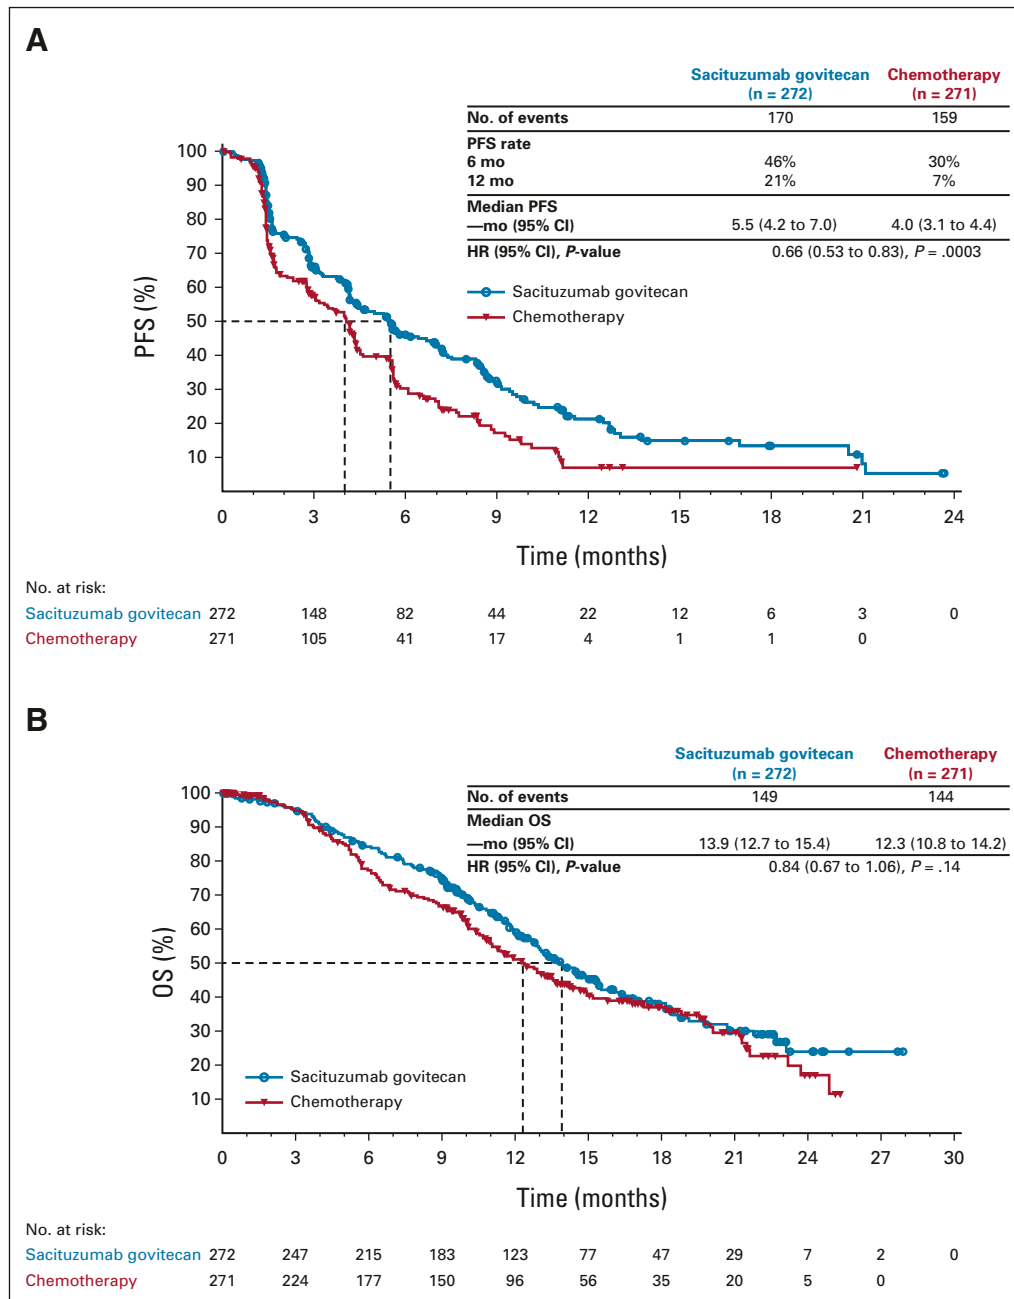 A
Sacituzumab govitecan Chemotherapy
(n = 272) (n = 271)
No. of events 170 159
PFS rate
6 mo 46% 30%
12 mo 21% 7%
Median PFS
—mo (95% CI) 5.5 (4.2 to 7.0) 4.0 (3.1 to 4.4)
HR (95% CI), P-value 0.66 (0.53 to 0.83), P = .0003
Sacituzumab govitecan
Chemotherapy
PFS (%)
100
90
80
70
60
50
40
30
20
10
0 3 6 9 12 15 18 21 24
Time (months)
No. at risk:
Sacituzumab govitecan 272 148 82 44 22 12 6 3 0
Chemotherapy 271 105 41 17 4 1 1 0
B
Sacituzumab govitecan Chemotherapy
(n = 272) (n = 271)
No. of events 149 144
Median OS
—mo (95% CI) 13.9 (12.7 to 15.4) 12.3 (10.8 to 14.2)
HR (95% CI), P-value 0.84 (0.67 to 1.06), P = .14
OS (%)
100
90
80
70
60
50
40
30
20
10
Sacituzumab govitecan
Chemotherapy
0 3 6 9 12 15 18 21 24 27 30
Time (months)
No. at risk:
Sacituzumab govitecan 272 247 215 183 123 77 47 29 7 2 0
Chemotherapy 271 224 177 150 96 56 35 20 5 0